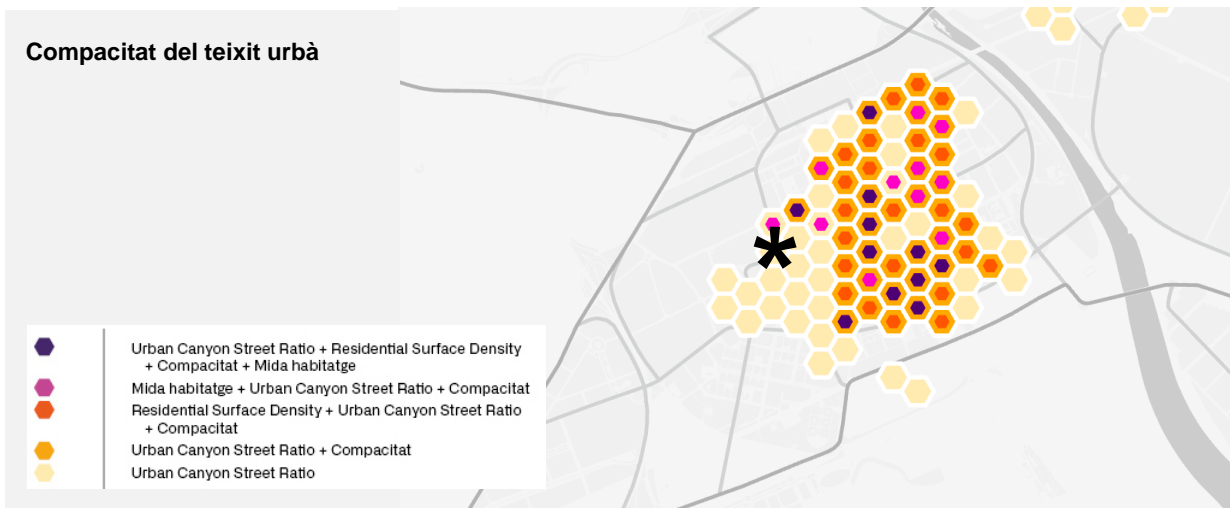 Compacitat del teixit urbà
*
Urban Canyon Street Ratio + Residential Surface Density
+ Compacitat + Mida habitatge
Mida habitatge + Urban Canyon Street Ratio + Compacitat
Residential Surface Density + Urban Canyon Street Ratio
+ Compacitat
Urban Canyon Street Ratio + Compacitat
Urban Canyon Street Ratio